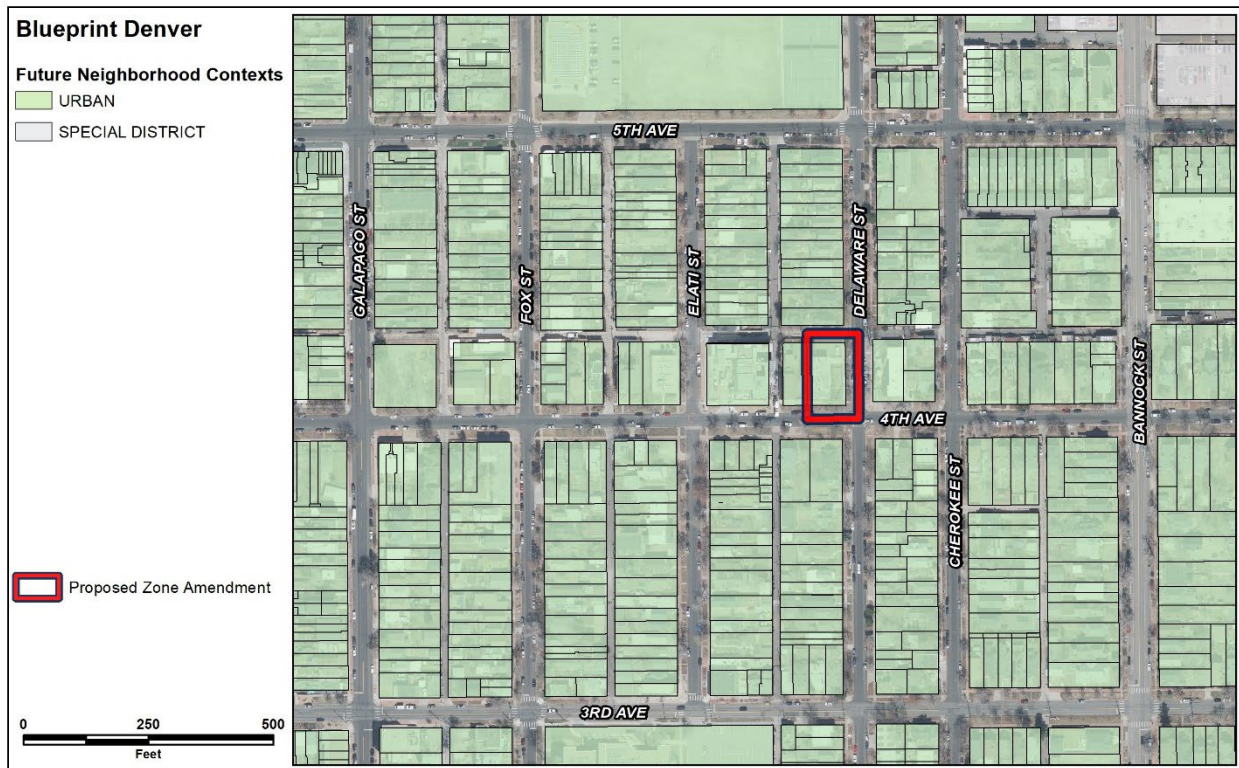 Blueprint Denver
Future Neighborhood Contexts
URBAN
SPECIAL DISTRICT
5TH AVE
GALAPAGO ST
FOX ST
ELATI ST
DELAWARE ST
BANNOCK ST
4TH AVE
CHEROKEE ST
Proposed Zone Amendment
3RD AVE
0 250 500
Feet